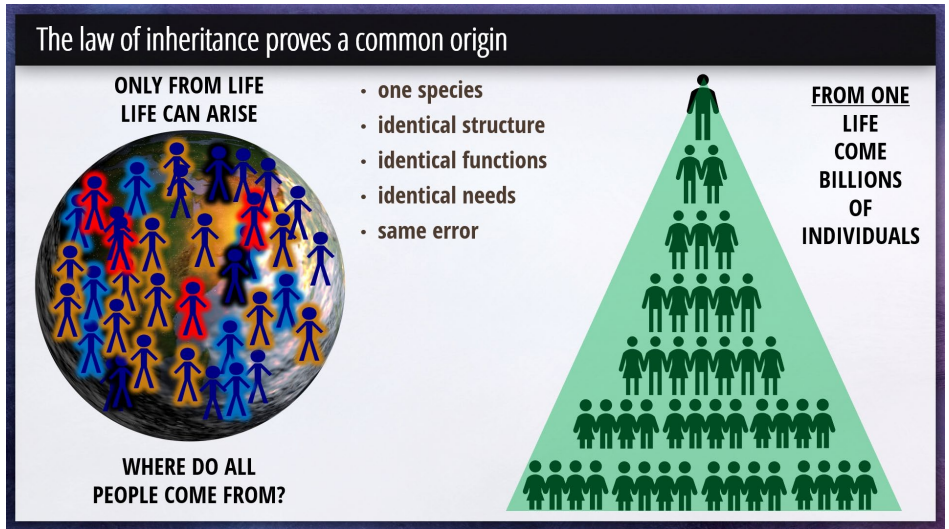 The law of inheritance proves a common origin
ONLY FROM LIFE
LIFE CAN ARISE
• one species
• identical structure
• identical functions
• identical needs
• same error
FROM ONE
LIFE
COME
BILLIONS
OF
INDIVIDUALS
WHERE DO ALL
PEOPLE COME FROM?